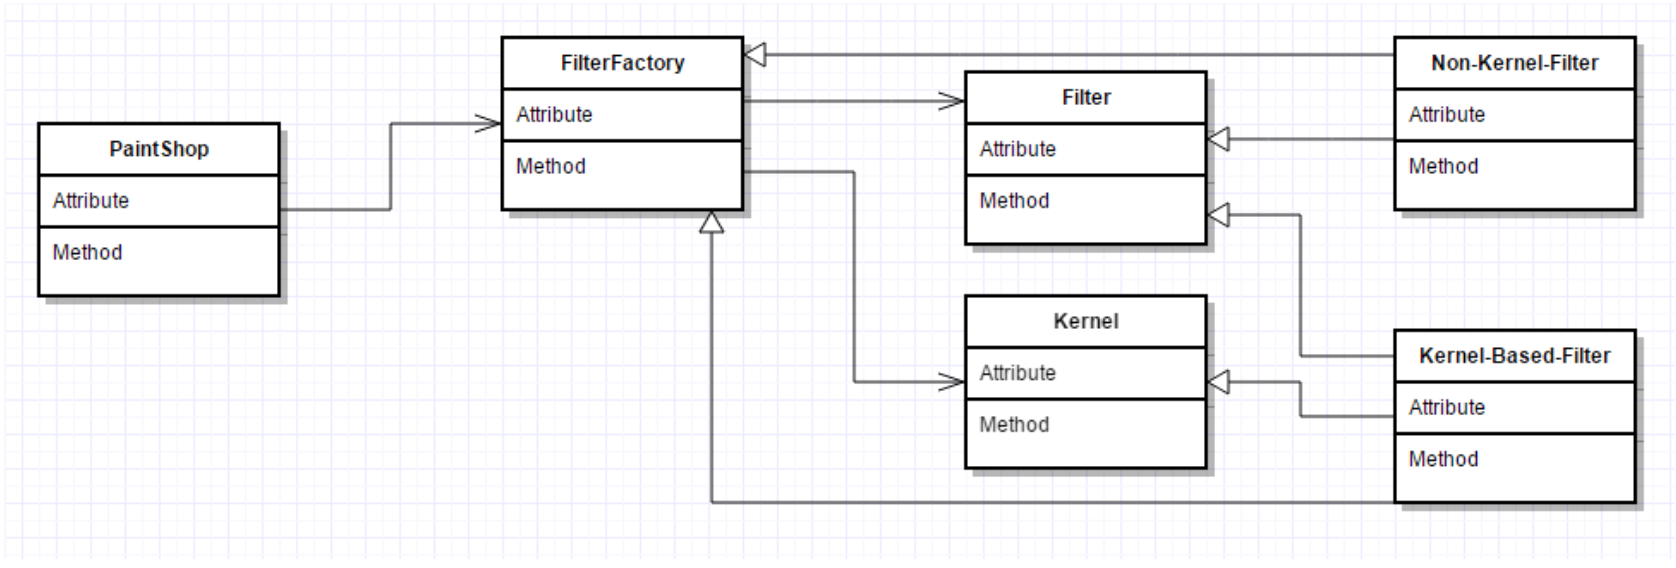 PaintShop
Attribute
Method
FilterFactory
Attribute
Method
Filter
Attribute
Method
Kernel
Attribute
Method
Non-Kernel-Filter
Attribute
Method
Kernel-Based-Filter
Attribute
Method